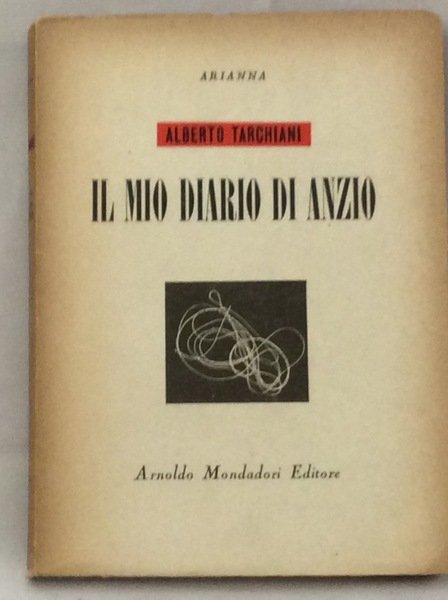 ARIANNA
ALBERTO TARCHIANI
IL MIO DIARIO DI ANZIO
Arnoldo Mondadori Editore